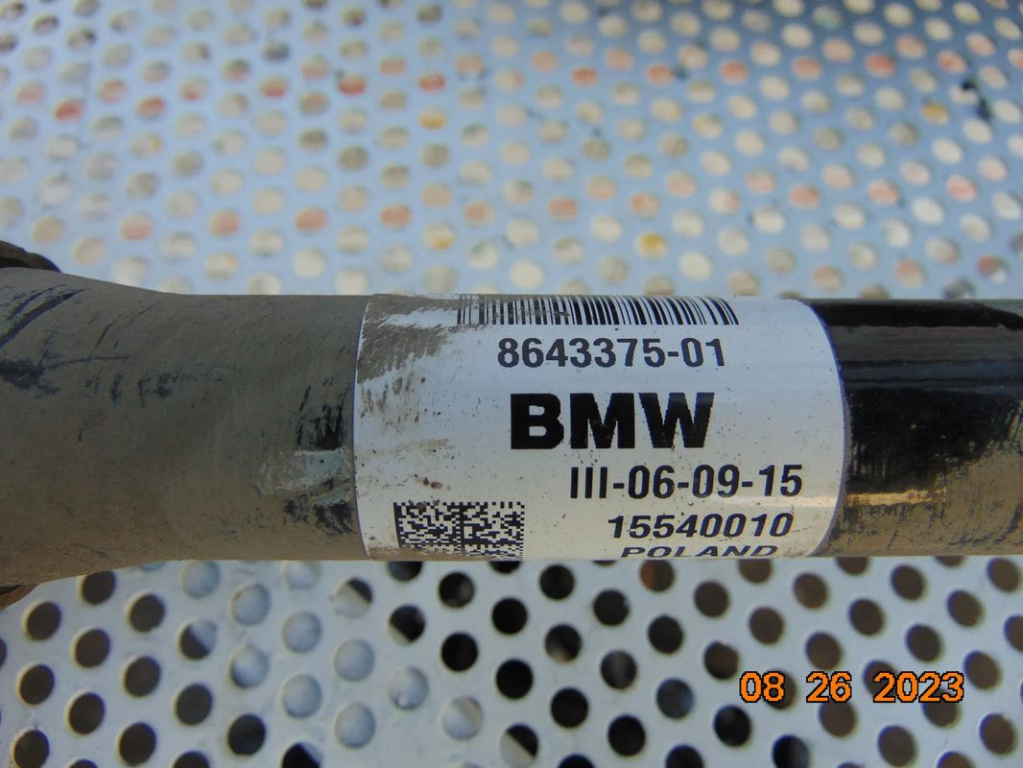 8643375-01
BMW
III-06-09-15
15540010
POLAND
08 26 2023